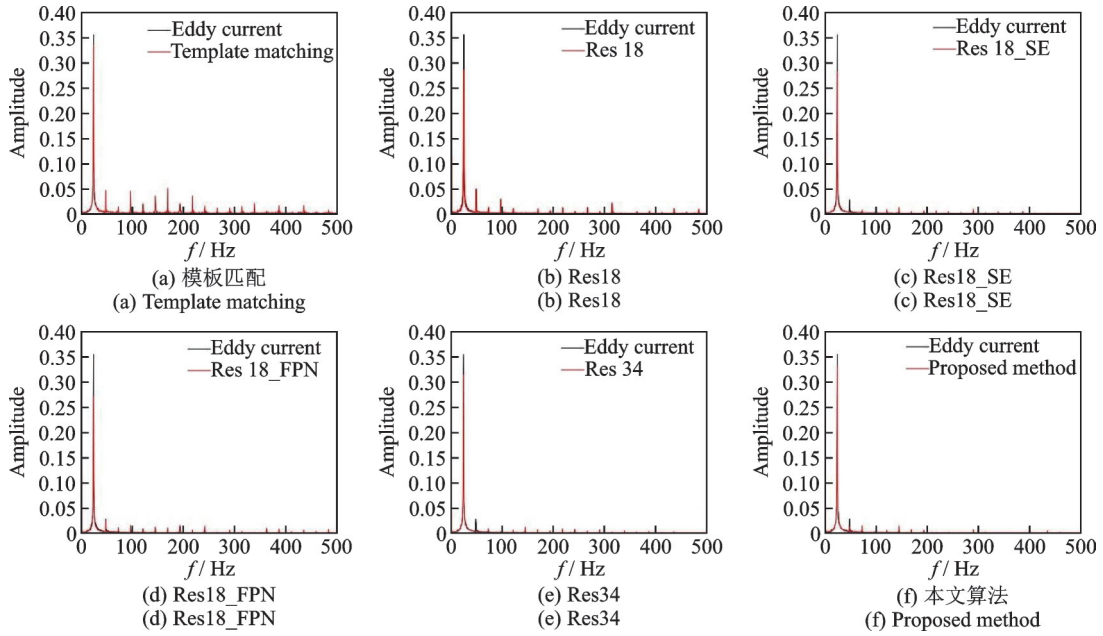 0.40
0.35
0.30
0.25
0.20
0.15
0.10
0.05
0
Amplitude
Eddy current
Template matching
0 100 200 300 400 500
f / Hz
(a) 模板匹配
(a) Template matching
0.40
0.35
0.30
0.25
0.20
0.15
0.10
0.05
0
Amplitude
Eddy current
Res 18
0 100 200 300 400 500
f / Hz
(b) Res18
(b) Res18
0.40
0.35
0.30
0.25
0.20
0.15
0.10
0.05
0
Amplitude
Eddy current
Res 18_SE
0 100 200 300 400 500
f / Hz
(c) Res18_SE
(c) Res18_SE
0.40
0.35
0.30
0.25
0.20
0.15
0.10
0.05
0
Amplitude
Eddy current
Res 18_FPN
0 100 200 300 400 500
f / Hz
(d) Res18_FPN
(d) Res18_FPN
0.40
0.35
0.30
0.25
0.20
0.15
0.10
0.05
0
Amplitude
Eddy current
Res 34
0 100 200 300 400 500
f / Hz
(e) Res34
(e) Res34
0.40
0.35
0.30
0.25
0.20
0.15
0.10
0.05
0
Amplitude
Eddy current
Proposed method
0 100 200 300 400 500
f / Hz
(f) 本文算法
(f) Proposed method